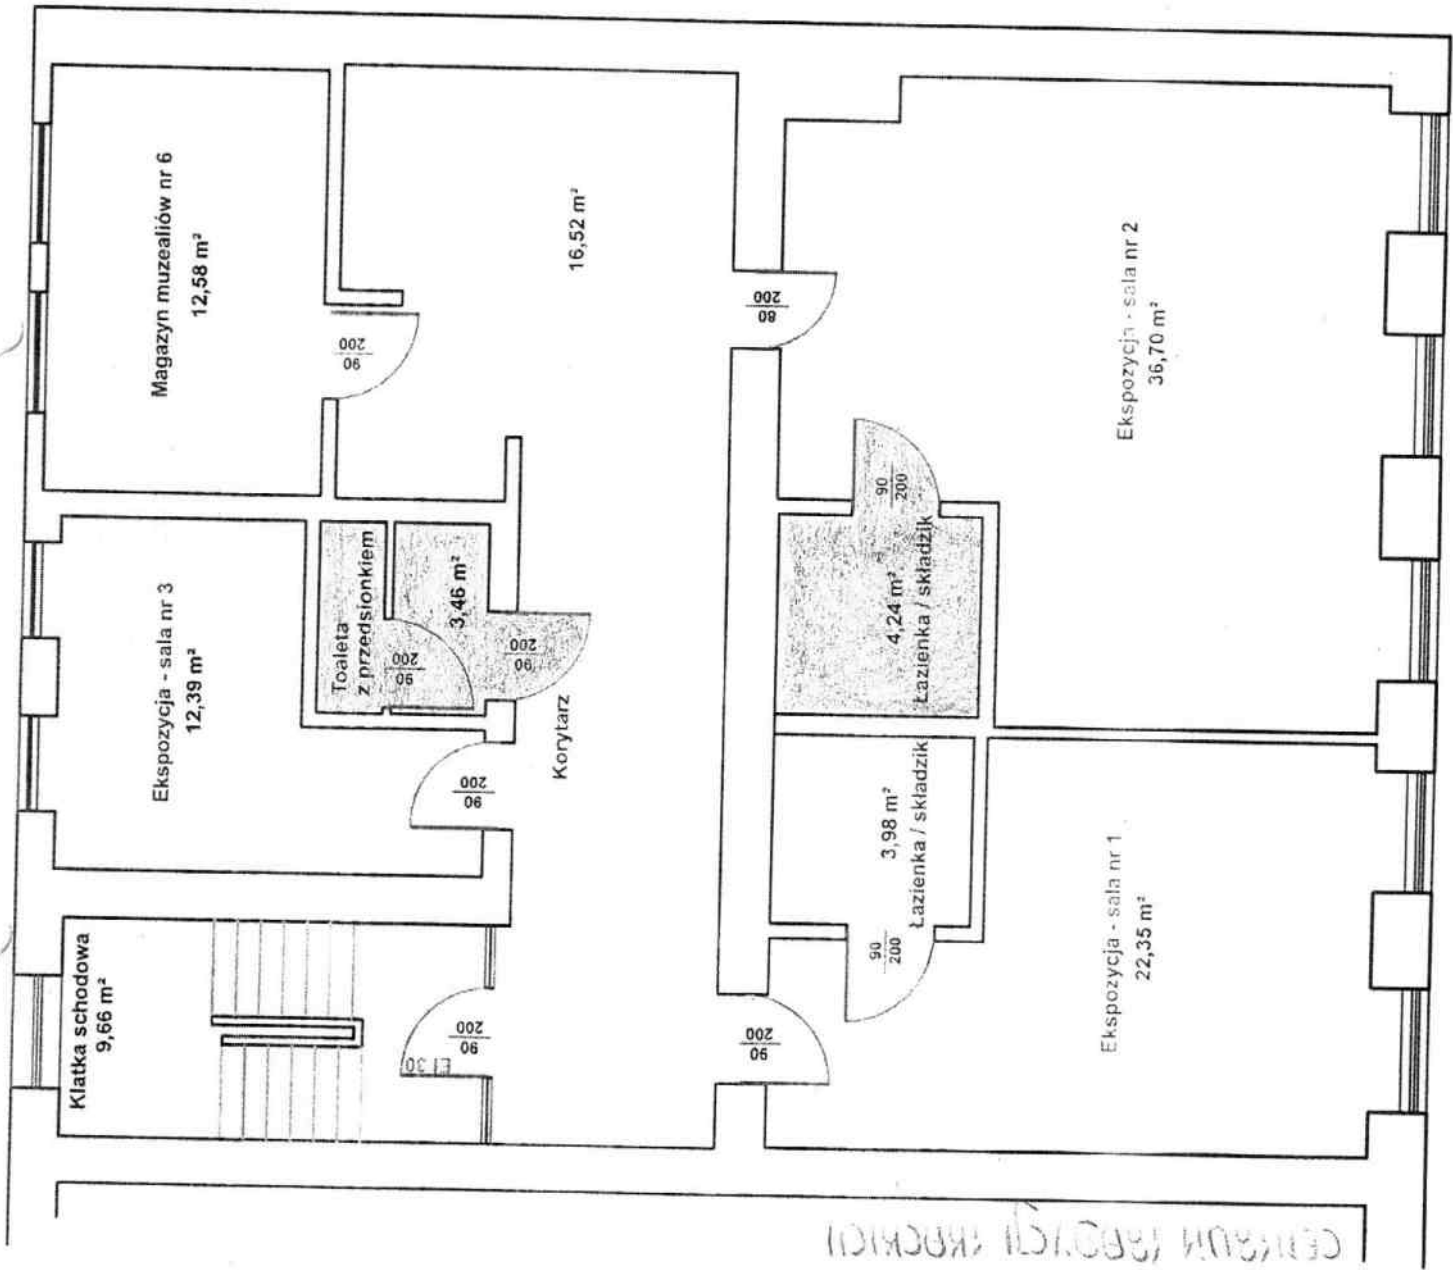 Magazyn muzealiów nr 6
12,58 m²
90
200
16,52 m²
80
200
Ekspozycja - sala nr 2
36,70 m²
90
200
Ekspozycja - sala nr 3
12,39 m²
Toaleta
z przedsionkiem
90
200
3,46 m²
90
200
Korytarz
90
200
4,24 m²
Łazienka / składzik
3,98 m²
Łazienka / składzik
90
200
Ekspozycja - sala nr 1
22,35 m²
Klatka schodowa
9,66 m²
EI 30
90
200
90
200